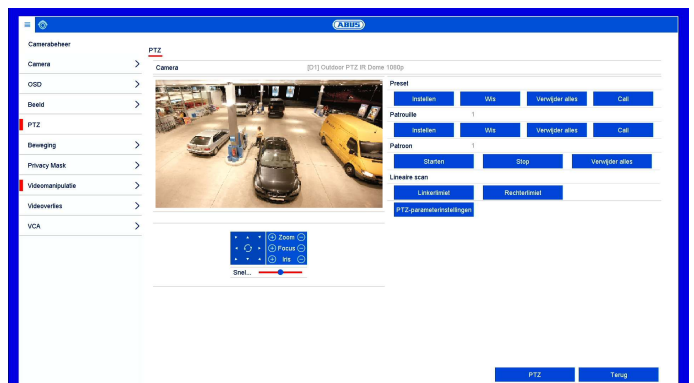 ABUS
Camerabeheer
PTZ
Camera
Camera
[D1] Outdoor PTZ IR Dome 1080p
OSD
Beeld
PTZ
Beweging
Privacy Mask
Videomanipulatie
Videoverlies
VCA
Preset
Instellen Wis Verwijder alles Call
Patrouille 1
Instellen Wis Verwijder alles Call
Patroon 1
Starten Stop Verwijder alles
Lineaire scan
Linkerlimiet Rechterlimiet
PTZ-parameterinstellingen
Zoom
Focus
Iris
Snel...
PTZ Terug